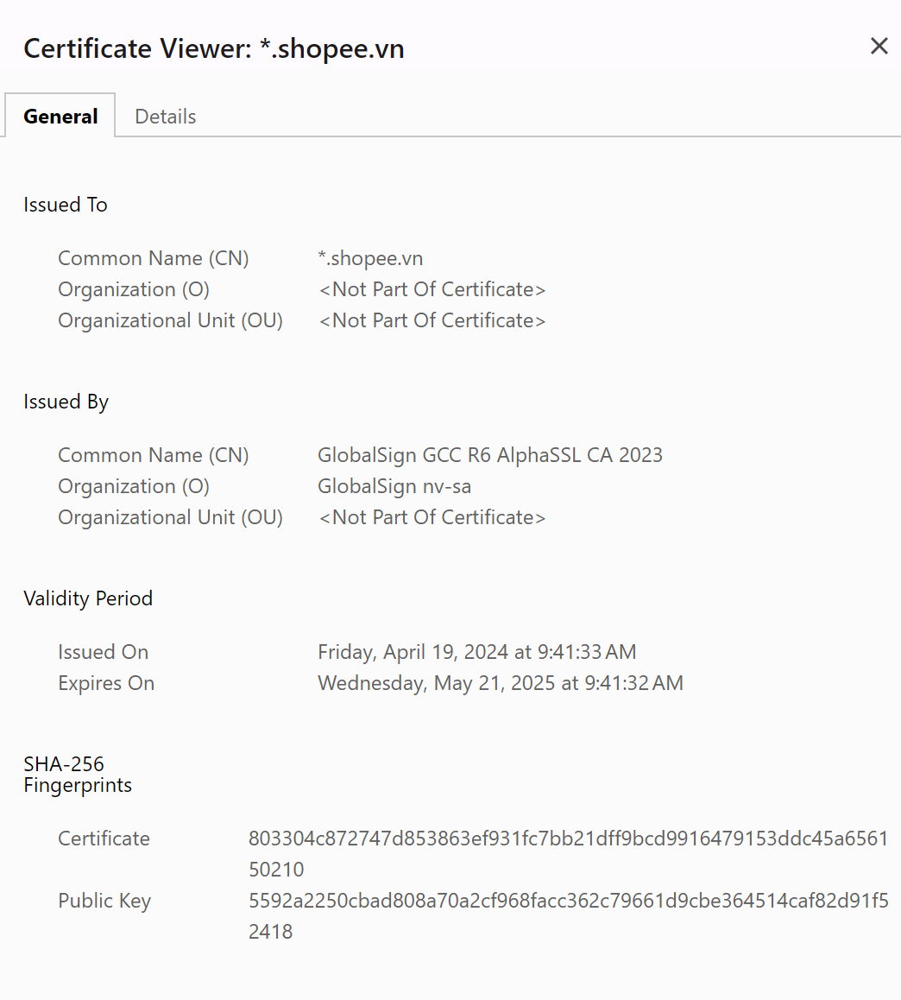 Certificate Viewer: *.shopee.vn
General Details
Issued To
Common Name (CN) *.shopee.vn
Organization (O) <Not Part Of Certificate>
Organizational Unit (OU) <Not Part Of Certificate>
Issued By
Common Name (CN) GlobalSign GCC R6 AlphaSSL CA 2023
Organization (O) GlobalSign nv-sa
Organizational Unit (OU) <Not Part Of Certificate>
Validity Period
Issued On Friday, April 19, 2024 at 9:41:33 AM
Expires On Wednesday, May 21, 2025 at 9:41:32 AM
SHA-256
Fingerprints
Certificate 803304c872747d853863ef931fc7bb21dff9bcd9916479153ddc45a6561
50210
Public Key 5592a2250cbad808a70a2cf968facc362c79661d9cbe364514caf82d91f5
2418